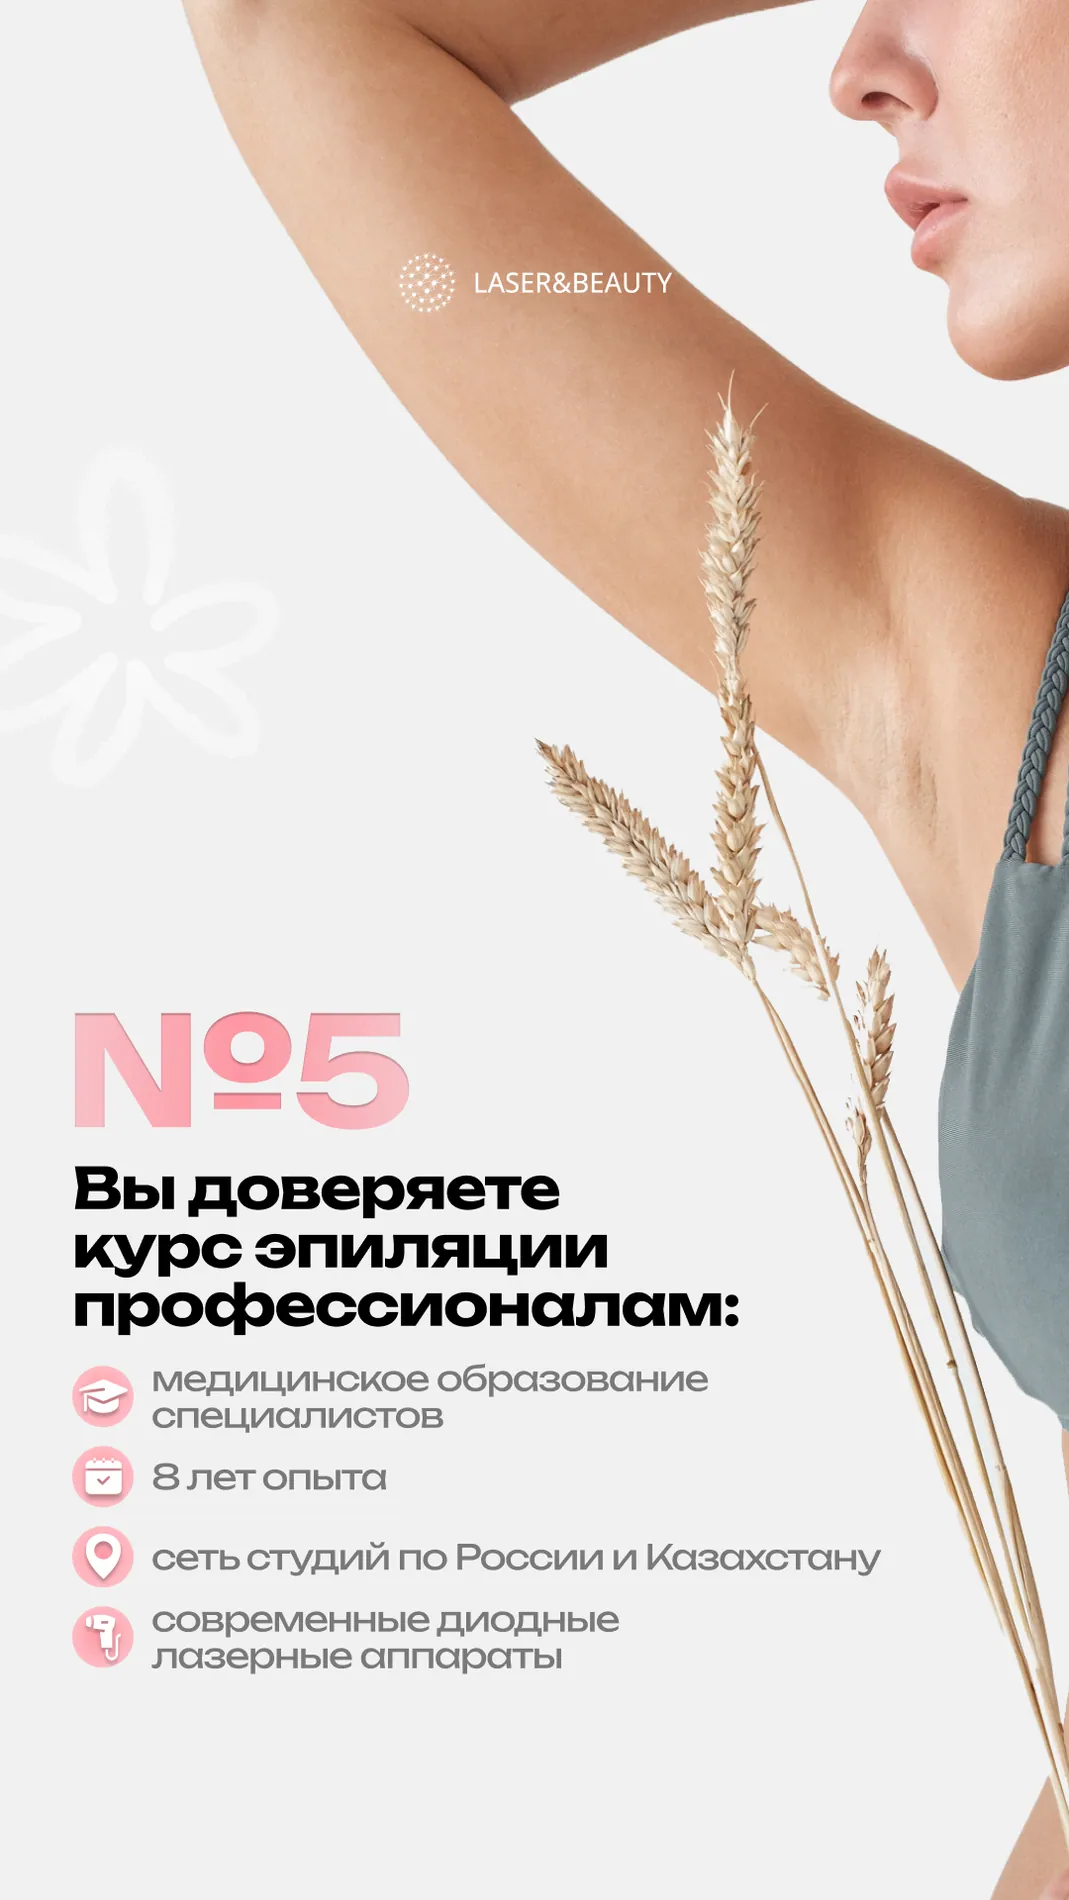 LASER&BEAUTY
№5
Вы доверяете
курс эпиляции
профессионалам:
медицинское образование
специалистов
8 лет опыта
сеть студий по России и Казахстану
современные диодные
лазерные аппараты